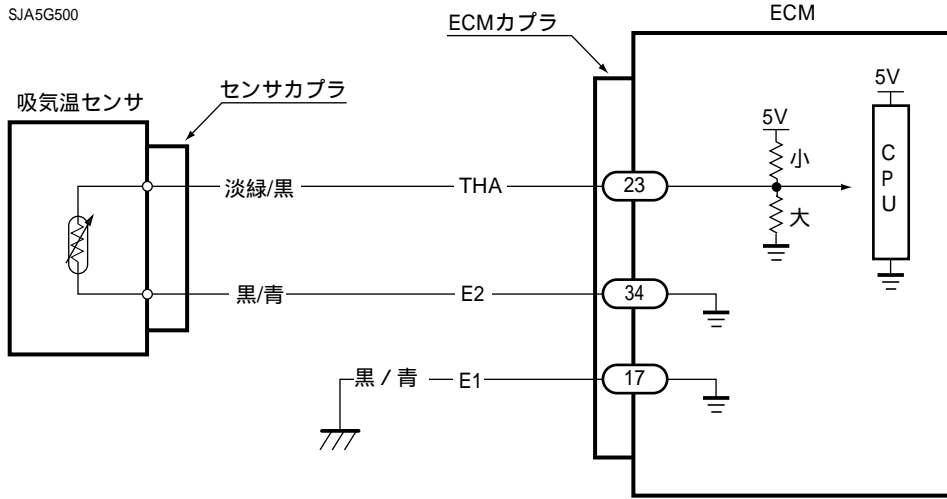 SJA5G500
ECMカプラ
ECM
吸気温センサ
センサカプラ
5V
5V
小
大
CPU
淡緑/黒
THA
23
黒/青
E2
34
黒 / 青
E1
17